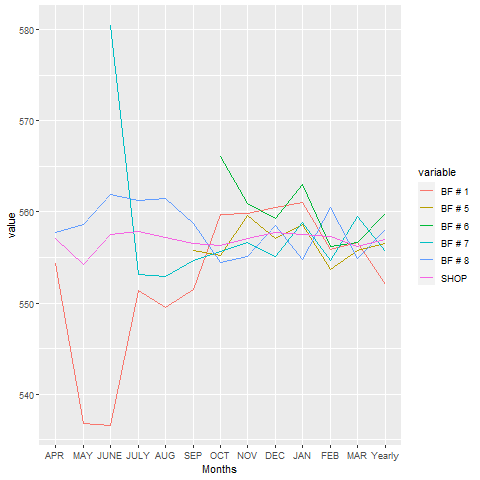 580
570
560
550
540
value
APR MAY JUNE JULY AUG SEP OCT NOV DEC JAN FEB MAR Yearly
Months
variable
BF # 1
BF # 5
BF # 6
BF # 7
BF # 8
SHOP